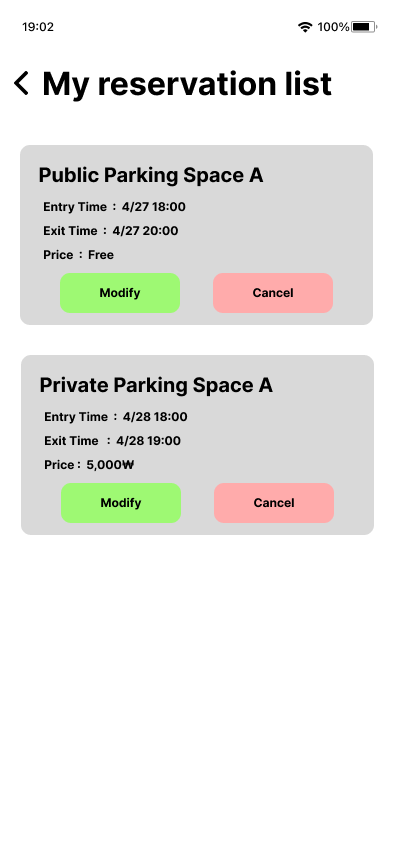 19:02 100%
My reservation list
Public Parking Space A
Entry Time : 4/27 18:00
Exit Time : 4/27 20:00
Price : Free
Modify Cancel
Private Parking Space A
Entry Time : 4/28 18:00
Exit Time : 4/28 19:00
Price : 5,000₩
Modify Cancel